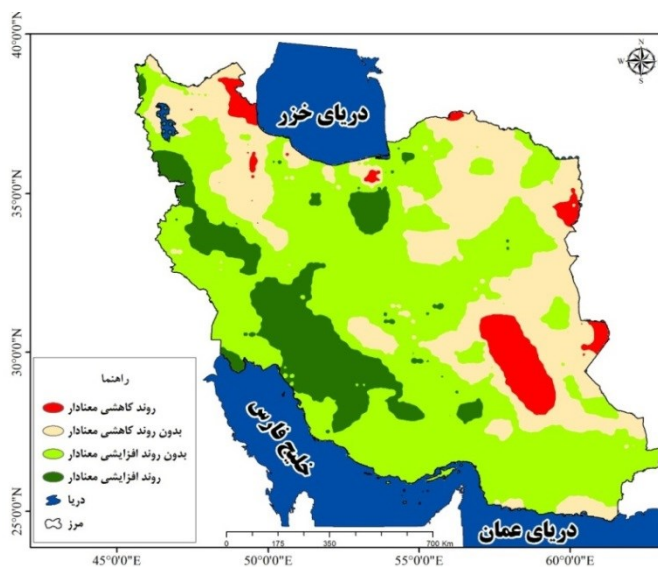 40°0'0"N
35°0'0"N
30°0'0"N
25°0'0"N
N
W
E
S
دریای خزر
خلیج فارس
دریای عمان
راهنما
روند کاهشی معنادار
بدون روند کاهشی معنادار
بدون روند افزایشی معنادار
روند افزایشی معنادار
دریا
مرز
0 175 350 700 Km
45°0'0"E
50°0'0"E
55°0'0"E
60°0'0"E